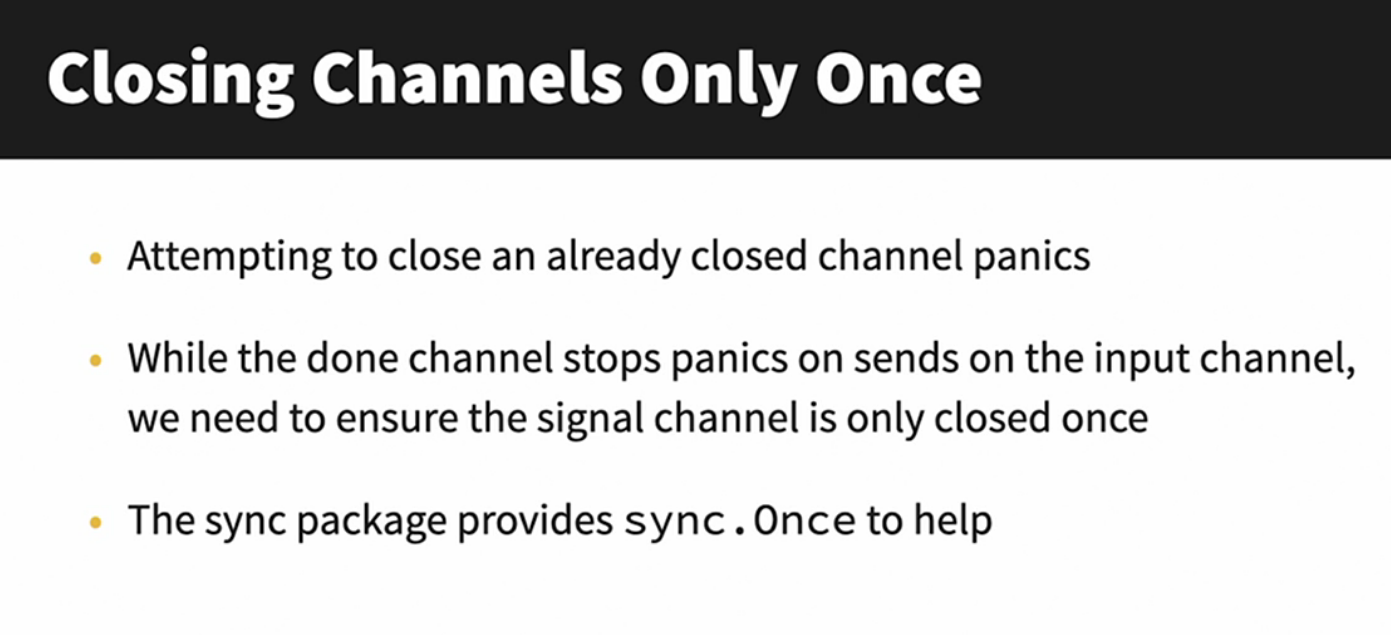 Closing Channels Only Once
• Attempting to close an already closed channel panics
• While the done channel stops panics on sends on the input channel,
we need to ensure the signal channel is only closed once
• The sync package provides sync.Once to help